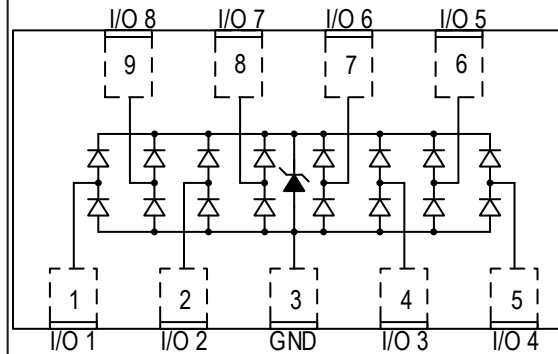 I/O 8 I/O 7 I/O 6 I/O 5
9 8 7 6
1 2 3 4 5
I/O 1 I/O 2 GND I/O 3 I/O 4